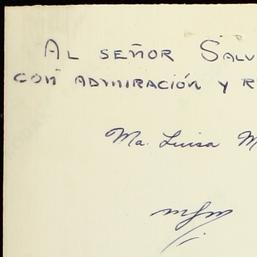 AL SEÑOR SALV
CON ADMIRACIÓN Y R
Ma. Luisa M